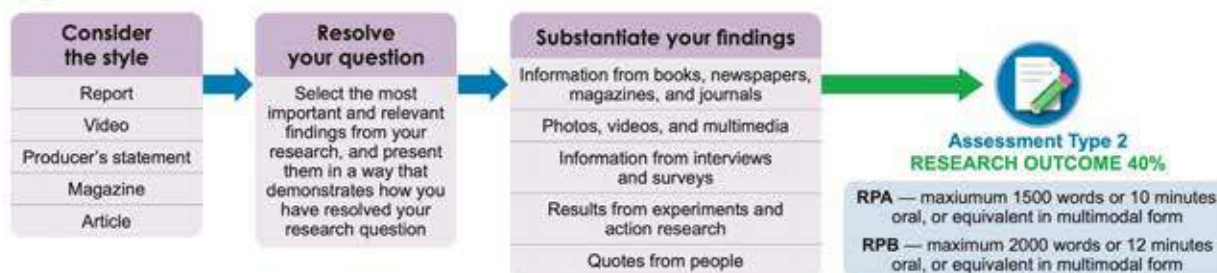 Consider
the style
Report
Video
Producer's statement
Magazine
Article
Resolve
your question
Select the most
important and relevant
findings from your
research, and present
them in a way that
demonstrates how you
have resolved your
research question
Substantiate your findings
Information from books, newspapers,
magazines, and journals
Photos, videos, and multimedia
Information from interviews
and surveys
Results from experiments and
action research
Quotes from people
Assessment Type 2
RESEARCH OUTCOME 40%
RPA — maxiumum 1500 words or 10 minutes
oral, or equivalent in multimodal form
RPB — maximum 2000 words or 12 minutes
oral, or equivalent in multimodal form